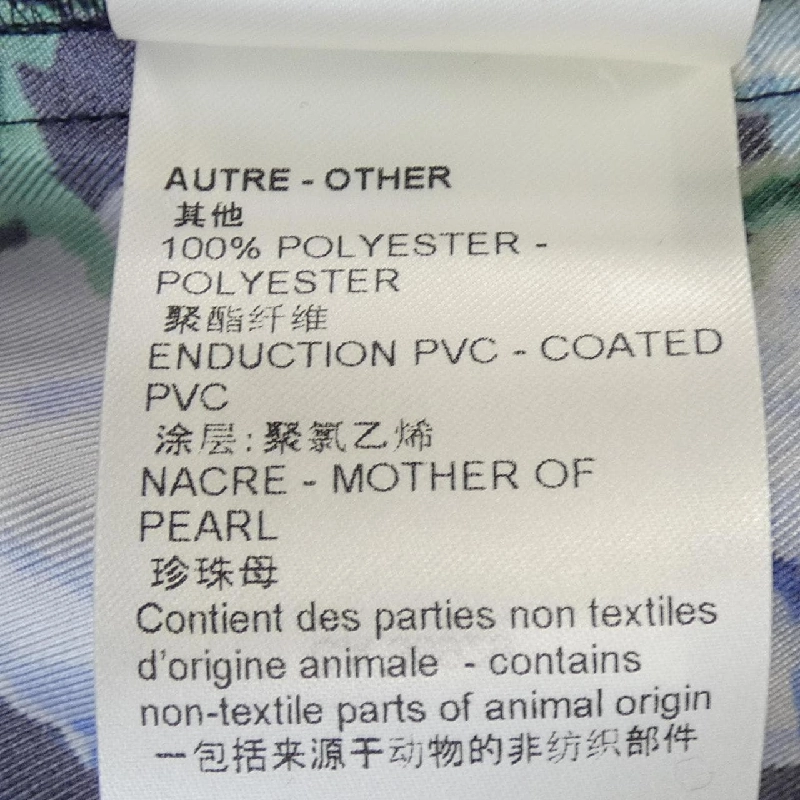 AUTRE - OTHER
其他
100% POLYESTER -
POLYESTER
聚酯纤维
ENDUCTION PVC - COATED
PVC
涂层:聚氯乙烯
NACRE - MOTHER OF
PEARL
珍珠母
Contient des parties non textiles
d'origine animale - contains
non-textile parts of animal origin
一包括来源于动物的非纺织部件